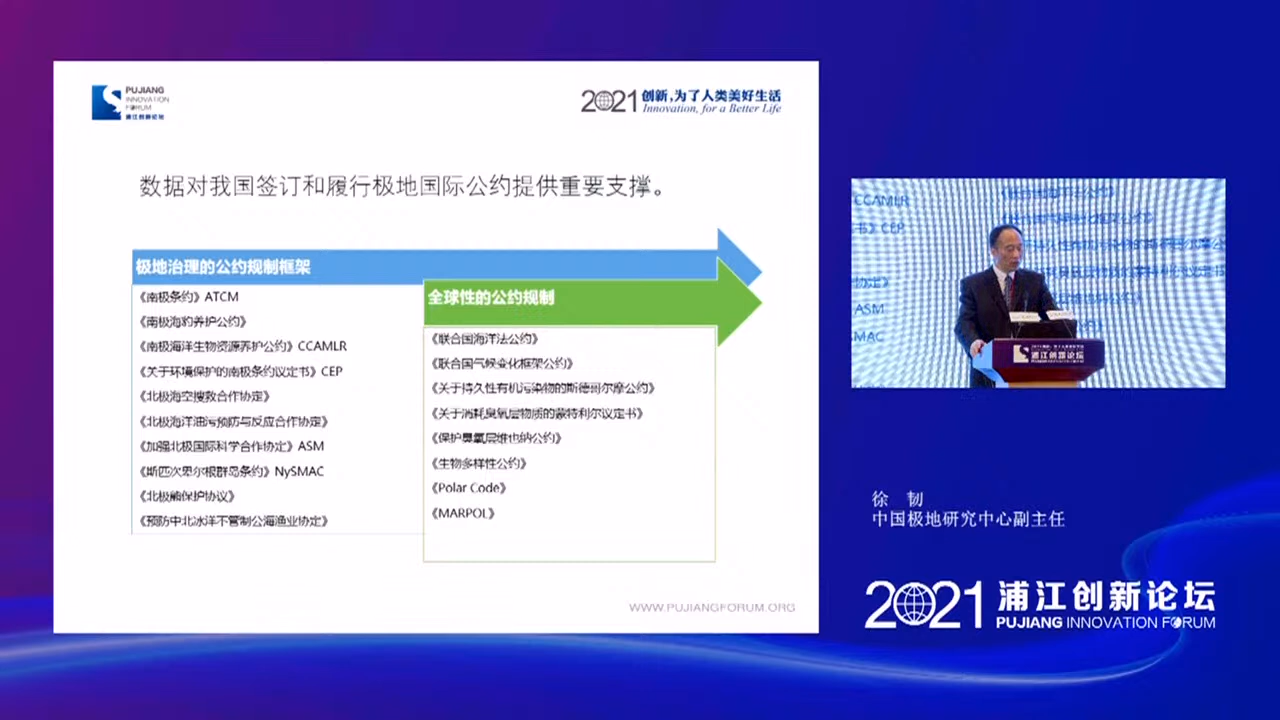 PUJIANG
INNOVATION
FORUM
浦江创新论坛
2021 创新,为了人类美好生活
Innovation, for a Better Life
数据对我国签订和履行极地国际公约提供重要支撑。
极地治理的公约规制框架
《南极条约》ATCM
《南极海豹养护公约》
《南极海洋生物资源养护公约》CCAMLR
《关于环境保护的南极条约议定书》CEP
《北极海空搜救合作协定》
《北极海洋油污预防与反应合作协定》
《加强北极国际科学合作协定》ASM
《斯匹次卑尔根群岛条约》NySMAC
《北极熊保护协议》
《预防中北冰洋不管制公海渔业协定》
全球性的公约规制
《联合国海洋法公约》
《联合国气候变化框架公约》
《关于持久性有机污染物的斯德哥尔摩公约》
《关于消耗臭氧层物质的蒙特利尔议定书》
《保护臭氧层维也纳公约》
《生物多样性公约》
《Polar Code》
《MARPOL》
WWW.PUJIANGFORUM.ORG
CCAMLR
书》CEP
协定》
ASM
MAC
浦江创新论坛
徐 韧
中国极地研究中心副主任
2021 浦江创新论坛
PUJIANG INNOVATION FORUM